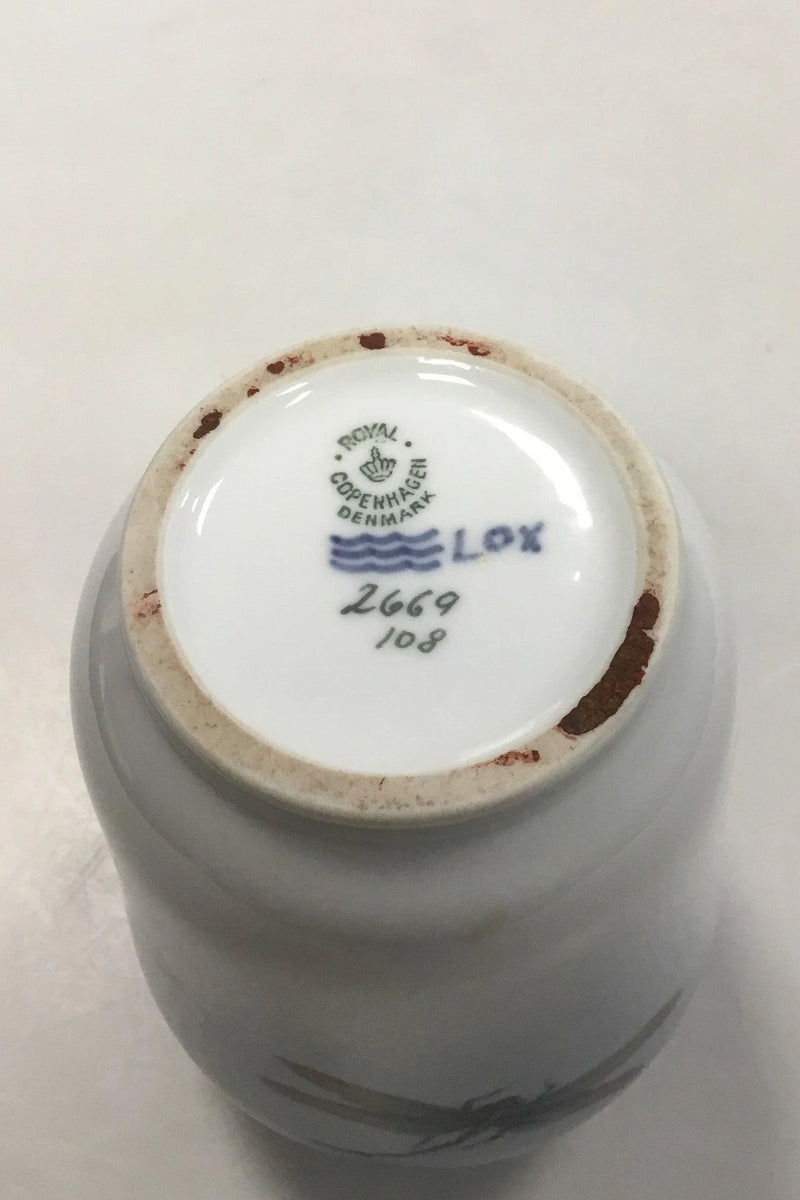 ROYAL
COPENHAGEN
DENMARK
LOX
2669
108